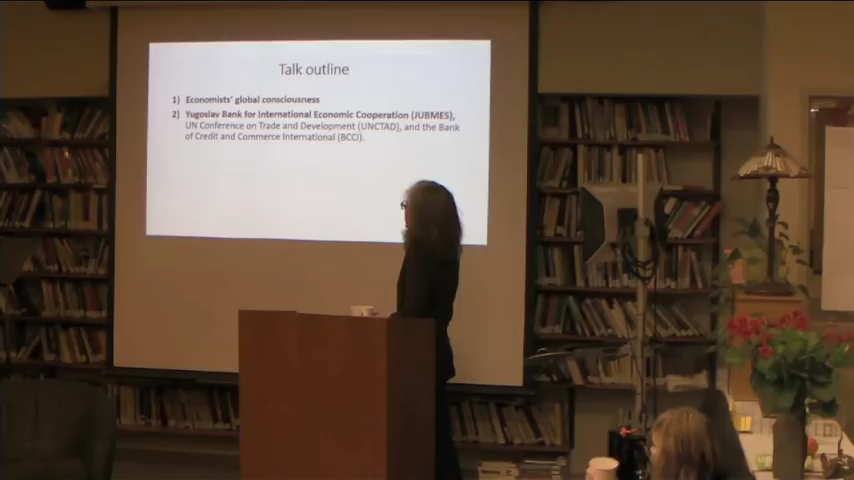 Talk outline
1) Economists' global consciousness
2) Yugoslav Bank for International Economic Cooperation (JUBMES),
UN Conference on Trade and Development (UNCTAD), and the Bank
of Credit and Commerce International (BCCI).